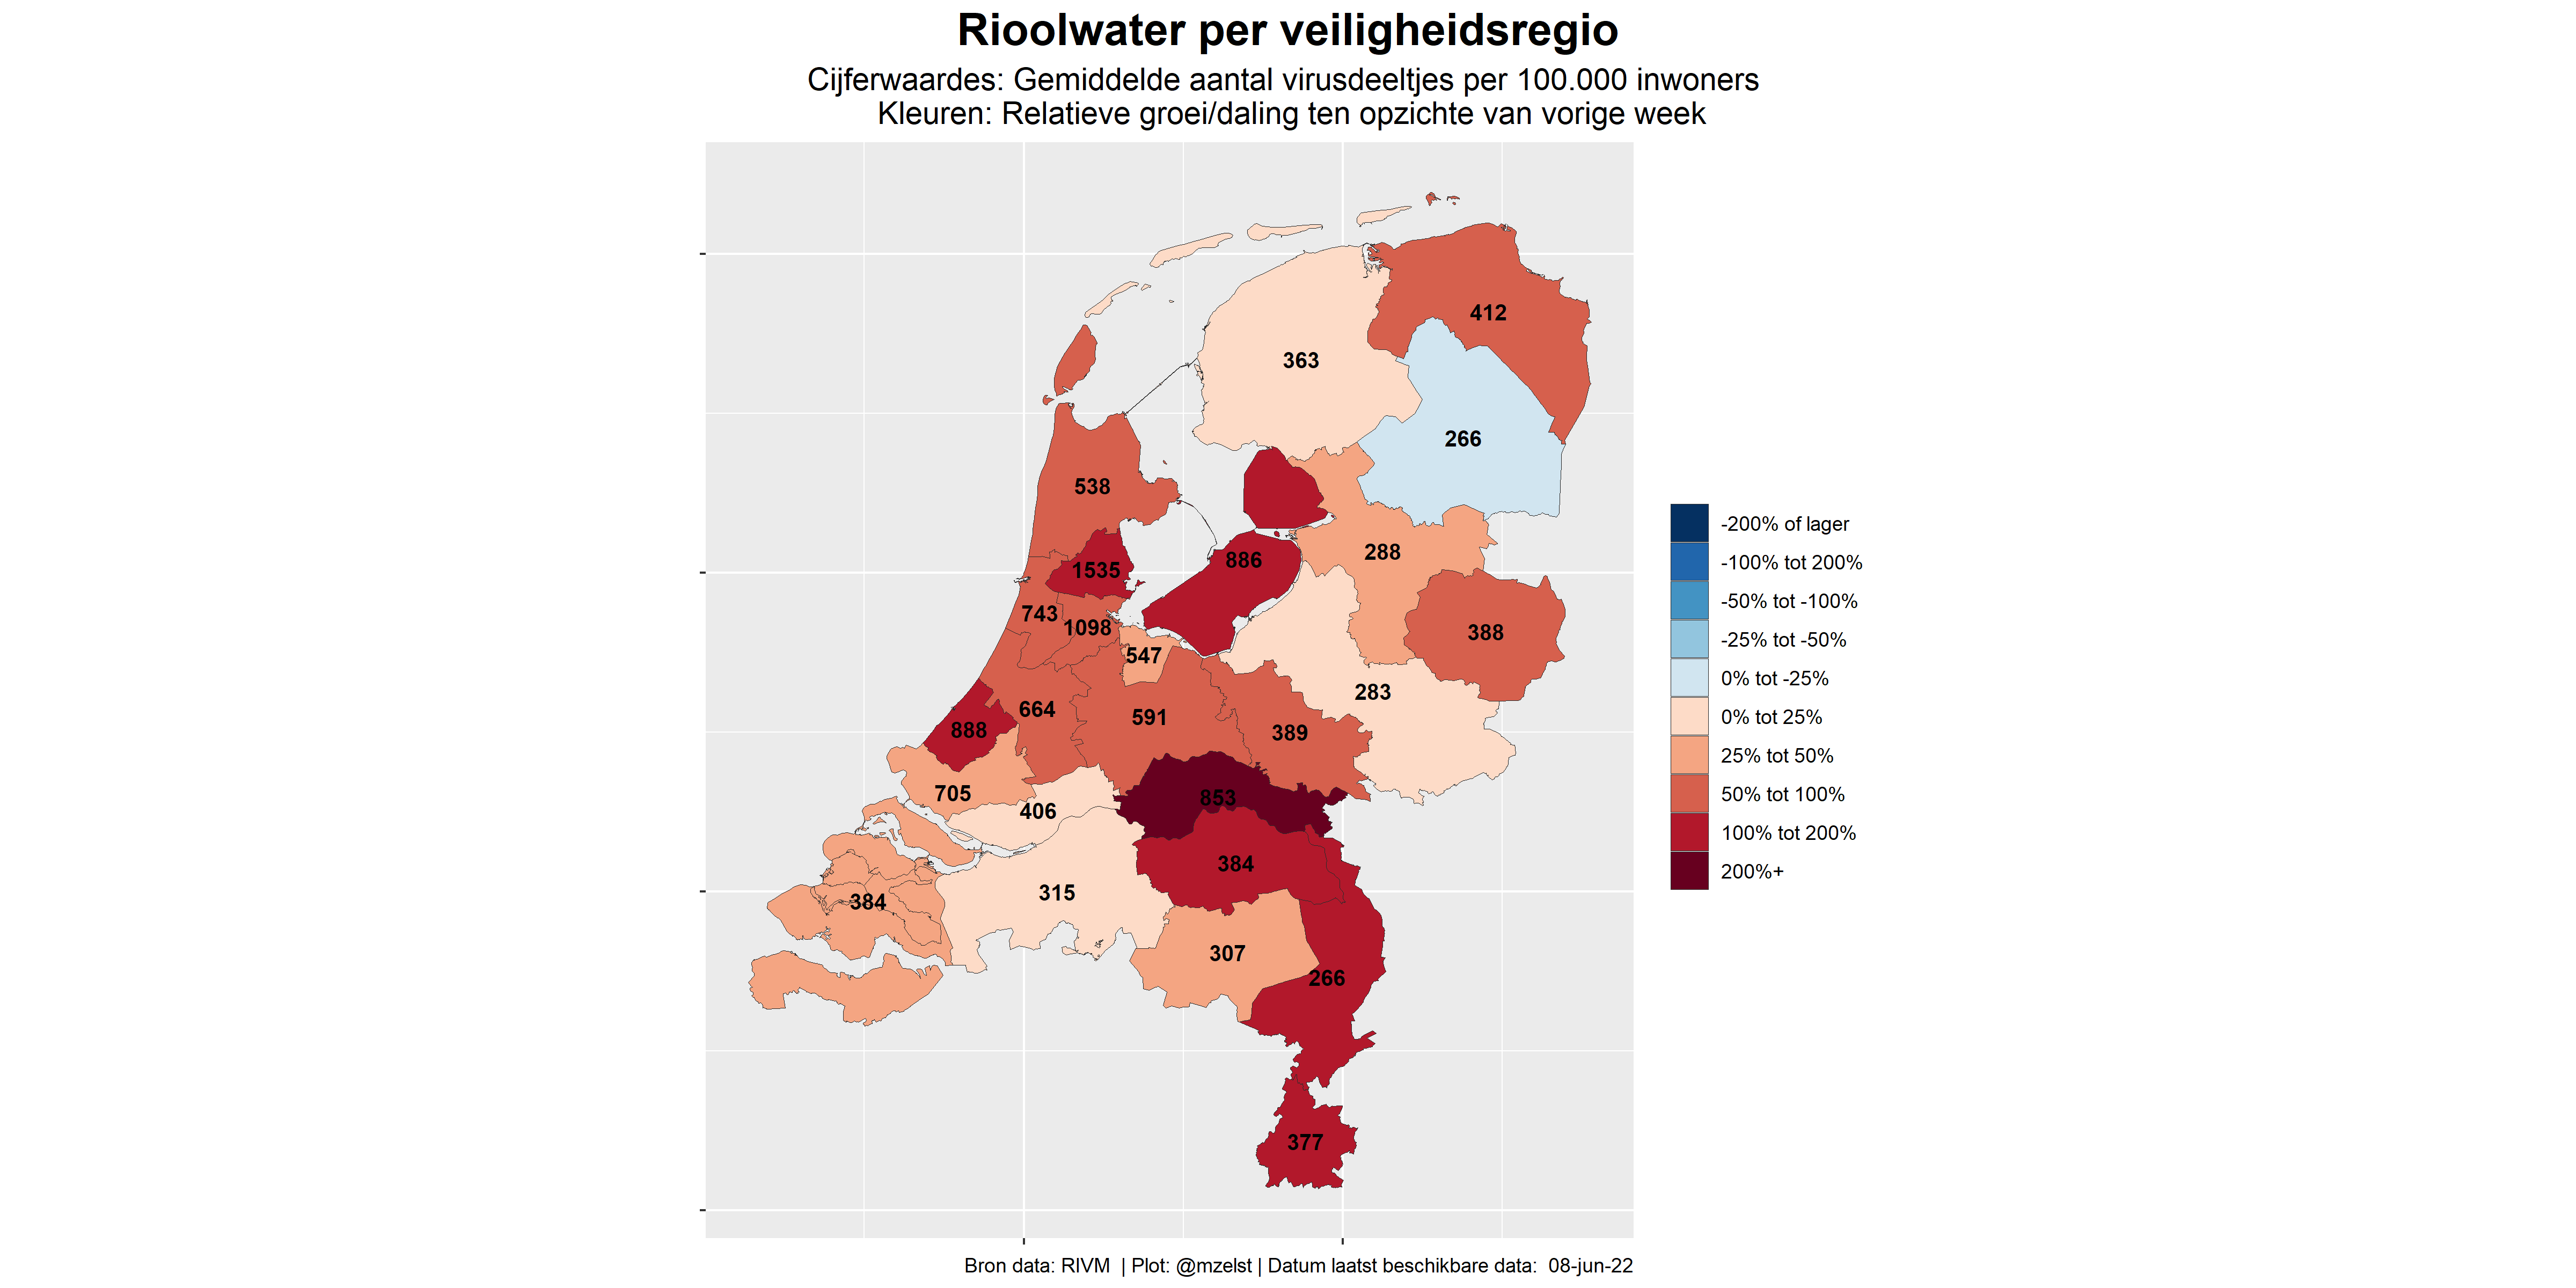 Rioolwater per veiligheidsregio
Cijferwaardes: Gemiddelde aantal virusdeeltjes per 100.000 inwoners
Kleuren: Relatieve groei/daling ten opzichte van vorige week
412
363
266
538
288
1535
886
743
1098
388
547
283
664
591
888
389
705
853
406
384
315
384
307
266
377
-200% of lager
-100% tot 200%
-50% tot -100%
-25% tot -50%
0% tot -25%
0% tot 25%
25% tot 50%
50% tot 100%
100% tot 200%
200%+
Bron data: RIVM | Plot: @mzelst | Datum laatst beschikbare data: 08-jun-22